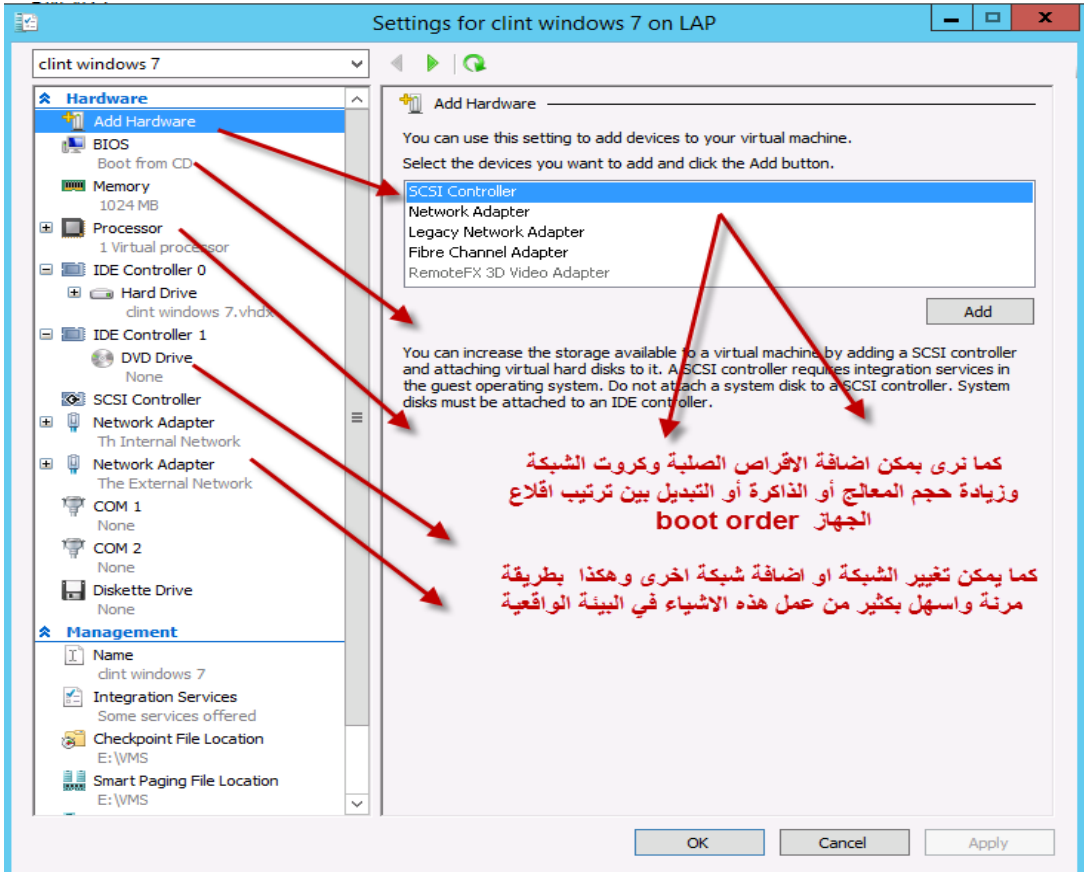 Settings for clint windows 7 on LAP
clint windows 7
Hardware
Add Hardware
BIOS
Boot from CD
Memory
1024 MB
Processor
1 Virtual processor
IDE Controller 0
Hard Drive
clint windows 7.vhdx
IDE Controller 1
DVD Drive
None
SCSI Controller
Network Adapter
Th Internal Network
Network Adapter
The External Network
COM 1
None
COM 2
None
Diskette Drive
None
Management
Name
clint windows 7
Integration Services
Some services offered
Checkpoint File Location
E:\VMS
Smart Paging File Location
E:\VMS
Add Hardware
You can use this setting to add devices to your virtual machine.
Select the devices you want to add and click the Add button.
SCSI Controller
Network Adapter
Legacy Network Adapter
Fibre Channel Adapter
RemoteFX 3D Video Adapter
Add
You can increase the storage available to a virtual machine by adding a SCSI controller
and attaching virtual hard disks to it. A SCSI controller requires integration services in
the guest operating system. Do not attach a system disk to a SCSI controller. System
disks must be attached to an IDE controller.
كما نرى يمكن اضافة الاقراص الصلبة وكروت الشبكة
وزيادة حجم المعالج أو الذاكرة أو التبديل بين ترتيب اقلاع
الجهاز boot order
كما يمكن تغيير الشبكة او اضافة شبكة اخرى وهكذا بطريقة
مرنة واسهل بكثير من عمل هذه الاشياء في البيئة الواقعية
OK
Cancel
Apply